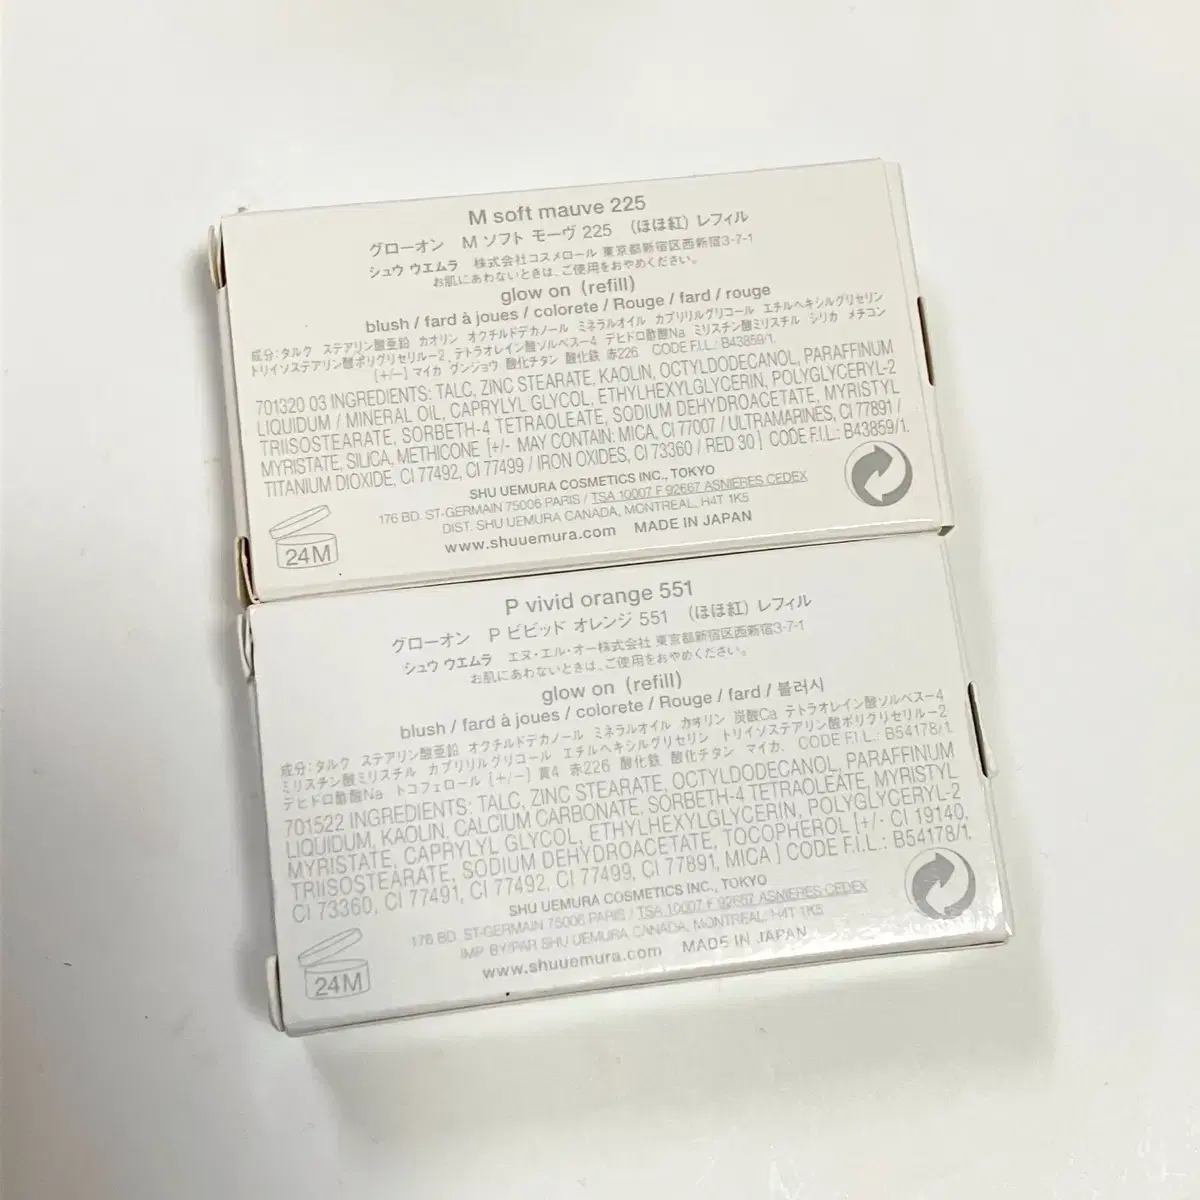 M soft mauve 225
グローオン M ソフト モーヴ 225 (ほほ紅) レフィル
シュウ ウエムラ 株式会社コスメロール 東京都新宿区西新宿3-7-1
お肌にあわないときは、ご使用をおやめください。
glow on (refill)
blush / fard à joues / colorete / Rouge / fard / rouge
成分:タルク ステアリン酸亜鉛 カオリン オクチルドデカノール ミネラルオイル カプリリルグリコール エチルヘキシルグリセリン
トリイソステアリン酸ポリグリセリル-2 テトラオレイン酸ソルベス-4 デヒドロ酢酸Na ミリスチン酸ミリスチル シリカ メチコン
[+/-] マイカ グンジョウ 酸化チタン 酸化鉄 赤226 CODE F.I.L.: B43859/1.
701320 03 INGREDIENTS: TALC, ZINC STEARATE, KAOLIN, OCTYLDODECANOL, PARAFFINUM
LIQUIDUM / MINERAL OIL, CAPRYLYL GLYCOL, ETHYLHEXYLGLYCERIN, POLYGLYCERYL-2
TRIISOSTEARATE, SORBETH-4 TETRAOLEATE, SODIUM DEHYDROACETATE, MYRISTYL
MYRISTATE, SILICA, METHICONE [+/- MAY CONTAIN: MICA, CI 77007 / ULTRAMARINES, CI 77891 /
TITANIUM DIOXIDE, CI 77492, CI 77499 / IRON OXIDES, CI 73360 / RED 30 ] CODE F.I.L.: B43859/1.
SHU UEMURA COSMETICS INC., TOKYO
176 BD. ST-GERMAIN 75006 PARIS / TSA 10007 F 92667 ASNIERES CEDEX
DIST. SHU UEMURA CANADA, MONTREAL, H4T 1K5
www.shuuemura.com MADE IN JAPAN
24M
P vivid orange 551
グローオン P ビビッド オレンジ 551 (ほほ紅) レフィル
シュウ ウエムラ エヌ・エル・オー株式会社 東京都新宿区西新宿3-7-1
お肌にあわないときは、ご使用をおやめください。
glow on (refill)
blush / fard à joues / colorete / Rouge / fard / 블러시
成分:タルク ステアリン酸亜鉛 オクチルドデカノール ミネラルオイル カオリン 炭酸Ca テトラオレイン酸ソルベス-4
ミリスチン酸ミリスチル カプリリルグリコール エチルヘキシルグリセリン トリイソステアリン酸ポリグリセリル-2
デヒドロ酢酸Na トコフェロール [+/-] 黄4 赤226 酸化鉄 酸化チタン マイカ. CODE F.I.L.: B54178/1.
701522 INGREDIENTS: TALC, ZINC STEARATE, OCTYLDODECANOL, PARAFFINUM
LIQUIDUM, KAOLIN, CALCIUM CARBONATE, SORBETH-4 TETRAOLEATE, MYRISTYL
MYRISTATE, CAPRYLYL GLYCOL, ETHYLHEXYLGLYCERIN, POLYGLYCERYL-2
TRIISOSTEARATE, SODIUM DEHYDROACETATE, TOCOPHEROL [+/- CI 19140,
CI 73360, CI 77491, CI 77492, CI 77499, CI 77891, MICA ] CODE F.I.L.: B54178/1.
SHU UEMURA COSMETICS INC., TOKYO
176 BD. ST-GERMAIN 75006 PARIS / TSA 10007 F 92667 ASNIERES CEDEX
IMP. BY/PAR SHU UEMURA CANADA, MONTREAL, H4T 1K5
www.shuuemura.com MADE IN JAPAN
24M